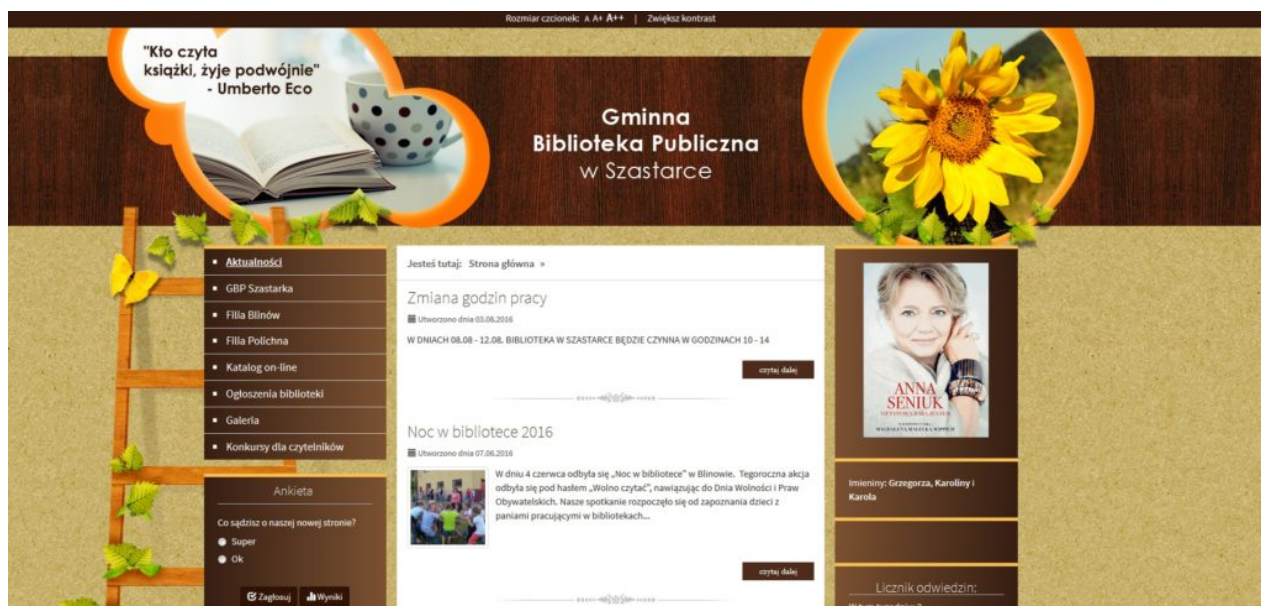 Rozmiar czcionek: A A+ A++ | Zwiększ kontrast
"Kto czyta
książki, żyje podwójnie"
- Umberto Eco
Gminna
Biblioteka Publiczna
w Szastarce
Aktualności
GBP Szastarka
Filia Blinów
Filia Polichna
Katalog on-line
Ogłoszenia biblioteki
Galeria
Konkursy dla czytelników
Ankieta
Co sądzisz o naszej nowej stronie?
Super
Ok
Zagłosuj Wyniki
Jesteś tutaj: Strona główna »
Zmiana godzin pracy
Utworzono dnia 03.08.2016
W DNIACH 08.08 - 12.08. BIBLIOTEKA W SZASTARCE BĘDZIE CZYNNA W GODZINACH 10 - 14
czytaj dalej
Noc w bibliotece 2016
Utworzono dnia 07.06.2016
W dniu 4 czerwca odbyła się „Noc w bibliotece” w Blinowie. Tegoroczna akcja
odbyła się pod hasłem „Wolno czytać”, nawiązując do Dnia Wolności i Praw
Obywatelskich. Nasze spotkanie rozpoczęło się od zapoznania dzieci z
paniami pracującymi w bibliotekach...
czytaj dalej
ANNA
SENIUK
Imieniny: Grzegorza, Karoliny i
Karola
Licznik odwiedzin: